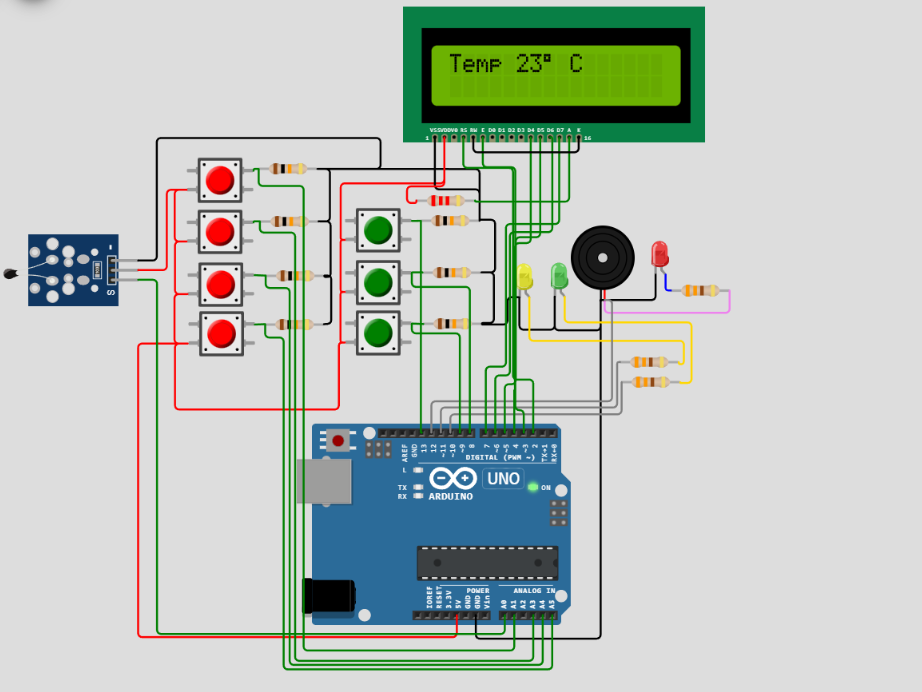 Temp 23° C
VSS VDD V0 RS RW E D0 D1 D2 D3 D4 D5 D6 D7 A K
1 16
-
S
AREF
GND
13
12
~11
~10
~9
8
7
~6
~5
4
~3
2
TX→1
RX←0
DIGITAL (PWM ~)
L
TX
RX
UNO
ON
ARDUINO
POWER
ANALOG IN
IOREF
RESET
3.3V
5V
GND
GND
Vin
A0
A1
A2
A3
A4
A5